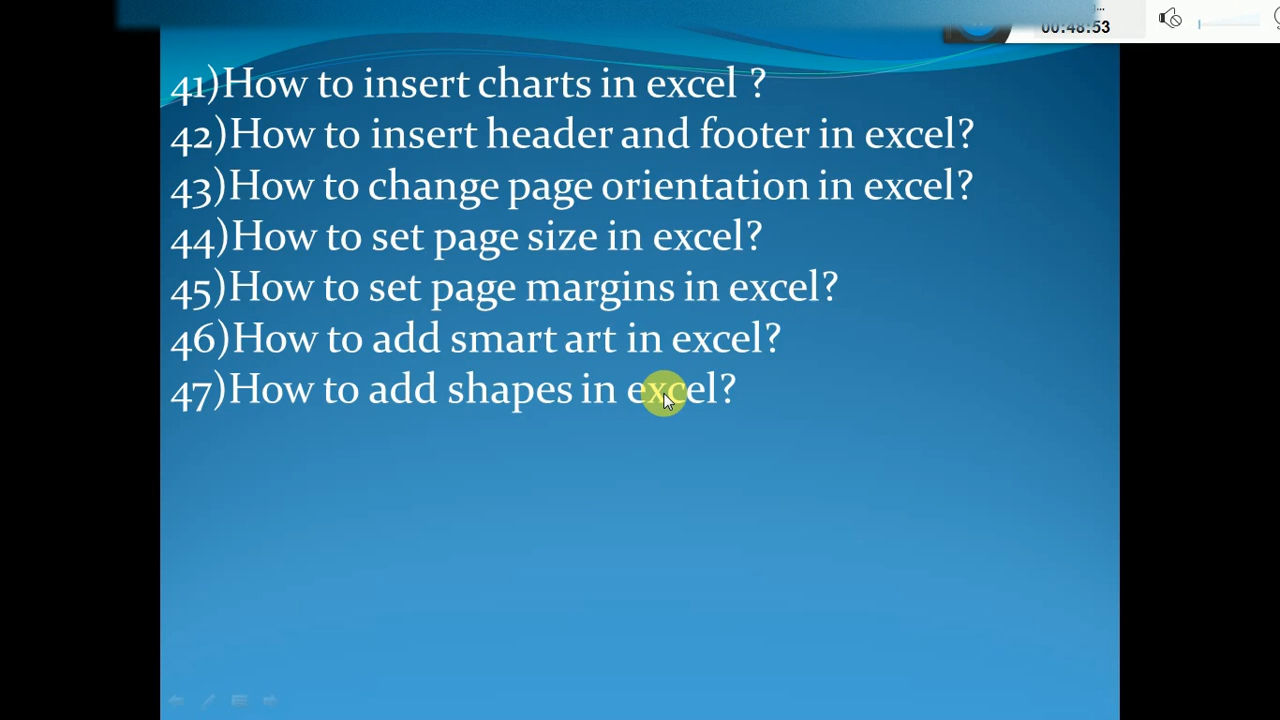 00:48:53
41)How to insert charts in excel ?
42)How to insert header and footer in excel?
43)How to change page orientation in excel?
44)How to set page size in excel?
45)How to set page margins in excel?
46)How to add smart art in excel?
47)How to add shapes in excel?